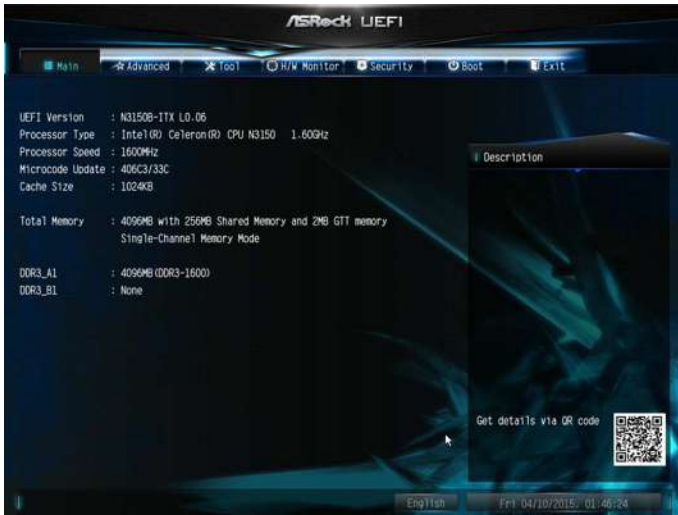 ASRock UEFI
Main Advanced Tool H/W Monitor Security Boot Exit
UEFI Version : N3150B-ITX L0.06
Processor Type : Intel(R) Celeron(R) CPU N3150 1.60GHz
Processor Speed : 1600MHz
Microcode Update : 406C3/33C
Cache Size : 1024KB
Total Memory : 4096MB with 256MB Shared Memory and 2MB GTT memory
Single-Channel Memory Mode
DDR3_A1 : 4096MB (DDR3-1600)
DDR3_B1 : None
Description
Get details via QR code
English Fri 04/10/2015, 01:46:24